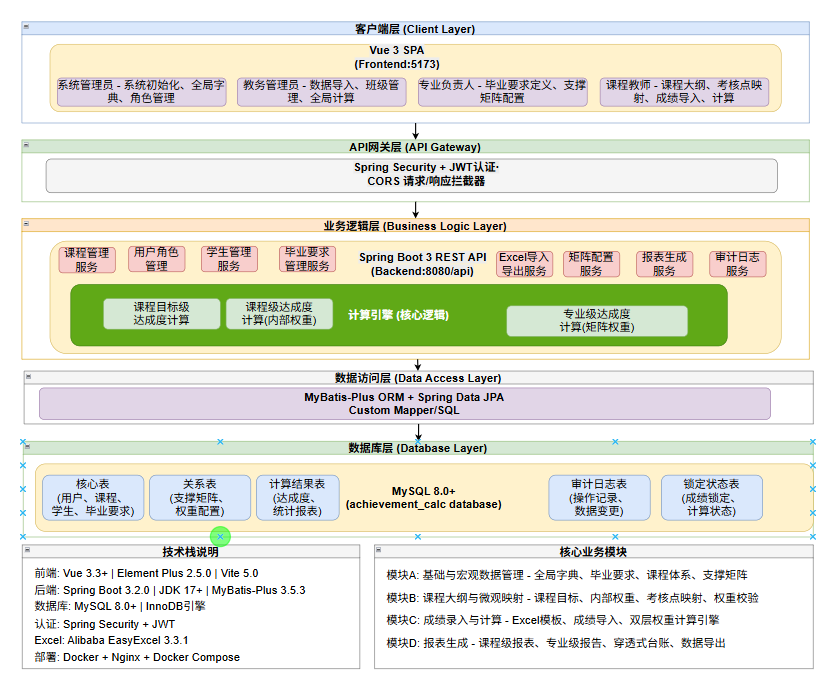 客户端层 (Client Layer)
Vue 3 SPA
(Frontend:5173)
系统管理员 - 系统初始化、全局字
典、角色管理
教务管理员 - 数据导入、班级管
理、全局计算
专业负责人 - 毕业要求定义、支撑
矩阵配置
课程教师 - 课程大纲、考核点映
射、成绩导入、计算
API网关层 (API Gateway)
Spring Security + JWT认证·
CORS 请求/响应拦截器
业务逻辑层 (Business Logic Layer)
课程管理
服务
用户角色
管理
学生管理
服务
毕业要求
管理服务
Spring Boot 3 REST API
(Backend:8080/api)
Excel导入
导出服务
矩阵配置
服务
报表生成
服务
审计日志
服务
课程目标级
达成度计算
课程级达成度
计算(内部权重)
计算引擎 (核心逻辑)
专业级达成度
计算(矩阵权重)
数据访问层 (Data Access Layer)
MyBatis-Plus ORM + Spring Data JPA
Custom Mapper/SQL
数据库层 (Database Layer)
核心表
(用户、课程、
学生、毕业要求)
关系表
(支撑矩阵、
权重配置)
计算结果表
(达成度、
统计报表)
MySQL 8.0+
(achievement_calc database)
审计日志表
(操作记录、
数据变更)
锁定状态表
(成绩锁定、
计算状态)
技术栈说明
前端: Vue 3.3+ | Element Plus 2.5.0 | Vite 5.0
后端: Spring Boot 3.2.0 | JDK 17+ | MyBatis-Plus 3.5.3
数据库: MySQL 8.0+ | InnoDB引擎
认证: Spring Security + JWT
Excel: Alibaba EasyExcel 3.3.1
部署: Docker + Nginx + Docker Compose
核心业务模块
模块A: 基础与宏观数据管理 - 全局字典、毕业要求、课程体系、支撑矩阵
模块B: 课程大纲与微观映射 - 课程目标、内部权重、考核点映射、权重校验
模块C: 成绩录入与计算 - Excel模板、成绩导入、双层权重计算引擎
模块D: 报表生成 - 课程级报表、专业级报告、穿透式台账、数据导出